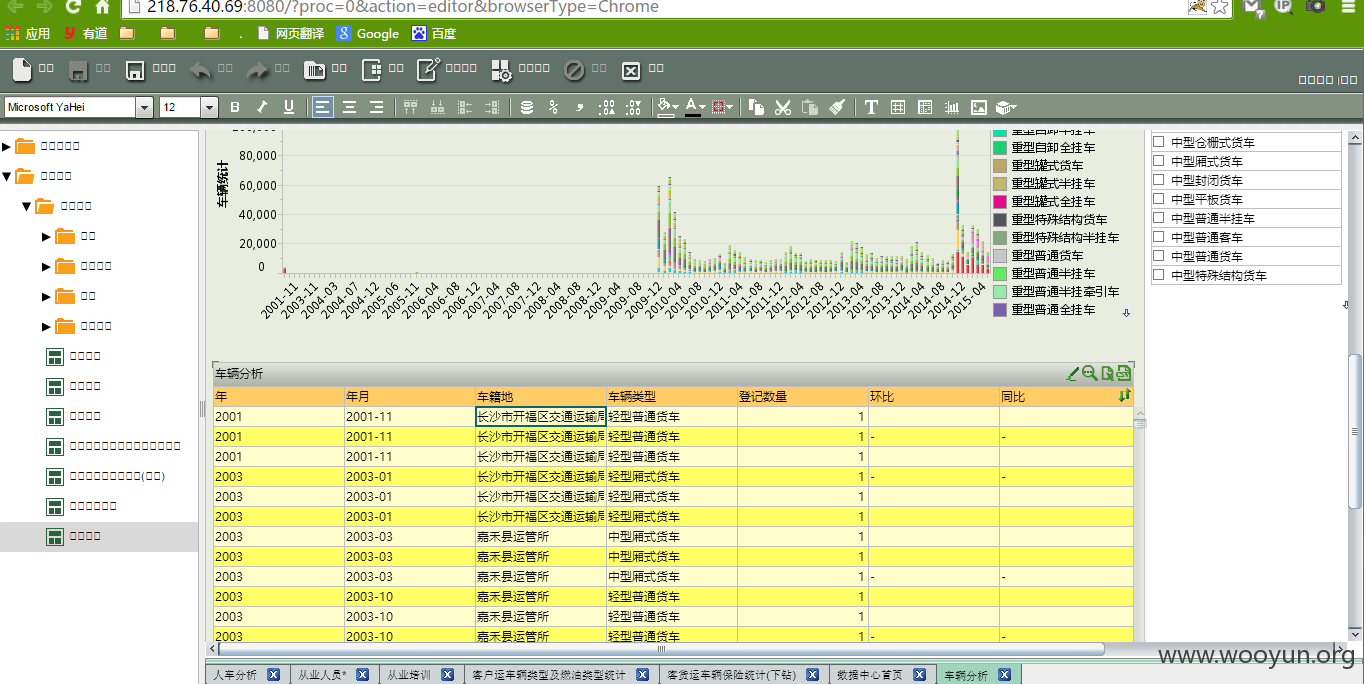 218.76.40.69:8080/?proc=0&action=editor&browserType=Chrome
应用 有道 . 网页翻译 Google 百度
Microsoft YaHei 12 B I U
车辆统计
80,000
60,000
40,000
20,000
0
2001-11
2003-11
2004-03
2004-07
2004-12
2005-06
2005-11
2006-04
2006-08
2006-12
2007-04
2007-08
2007-12
2008-04
2008-08
2008-12
2009-04
2009-08
2009-12
2010-04
2010-08
2010-12
2011-04
2011-08
2011-12
2012-04
2012-08
2012-12
2013-04
2013-08
2013-12
2014-04
2014-08
2014-12
2015-04
重型自卸半挂车
重型自卸全挂车
重型罐式货车
重型罐式半挂车
重型罐式全挂车
重型特殊结构货车
重型特殊结构半挂车
重型普通货车
重型普通半挂车
重型普通半挂牵引车
重型普通全挂车
中型仓栅式货车
中型厢式货车
中型封闭货车
中型平板货车
中型普通半挂车
中型普通客车
中型普通货车
中型特殊结构货车
车辆分析
年 年月 车籍地 车辆类型 登记数量 环比 同比
2001 2001-11 长沙市开福区交通运输局 轻型普通货车 1
2001 2001-11 长沙市开福区交通运输局 轻型普通货车 1 - -
2001 2001-11 长沙市开福区交通运输局 轻型普通货车 1
2003 2003-01 长沙市开福区交通运输局 轻型厢式货车 1 - -
2003 2003-01 长沙市开福区交通运输局 轻型厢式货车 1
2003 2003-01 长沙市开福区交通运输局 轻型厢式货车 1
2003 2003-03 嘉禾县运管所 中型厢式货车 1
2003 2003-03 嘉禾县运管所 中型厢式货车 1
2003 2003-03 嘉禾县运管所 中型厢式货车 1 - -
2003 2003-10 嘉禾县运管所 轻型普通货车 1
2003 2003-10 嘉禾县运管所 轻型普通货车 1
2003 2003-10 嘉禾县运管所 轻型普通货车 1 - -
人车分析 从业人员* 从业培训 客户运车辆类型及燃油类型统计 客货运车辆保险统计(下钻) 数据中心首页 车辆分析
www.wooyun.org